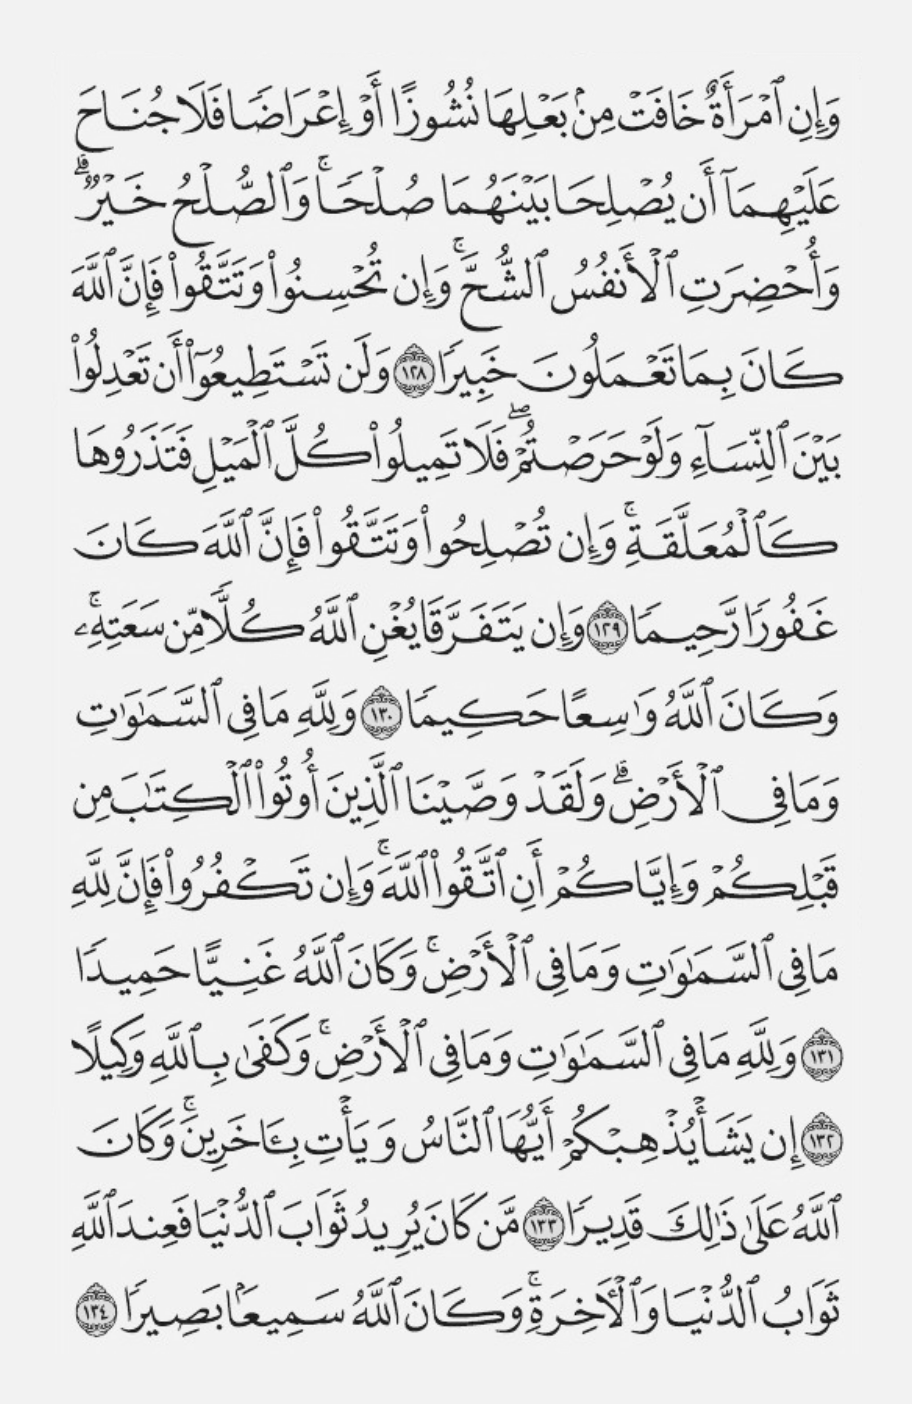 وَإِنِ ٱمْرَأَةٌ خَافَتْ مِنۢ بَعْلِهَا نُشُوزًا أَوْ إِعْرَاضًا فَلَا جُنَاحَ
عَلَيْهِمَآ أَن يُصْلِحَا بَيْنَهُمَا صُلْحًا ۚ وَٱلصُّلْحُ خَيْرٌ ۗ
وَأُحْضِرَتِ ٱلْأَنفُسُ ٱلشُّحَّ ۚ وَإِن تُحْسِنُوا۟ وَتَتَّقُوا۟ فَإِنَّ ٱللَّهَ
كَانَ بِمَا تَعْمَلُونَ خَبِيرًا ١٢٨ وَلَن تَسْتَطِيعُوٓا۟ أَن تَعْدِلُوا۟
بَيْنَ ٱلنِّسَآءِ وَلَوْ حَرَصْتُمْ ۖ فَلَا تَمِيلُوا۟ كُلَّ ٱلْمَيْلِ فَتَذَرُوهَا
كَٱلْمُعَلَّقَةِ ۚ وَإِن تُصْلِحُوا۟ وَتَتَّقُوا۟ فَإِنَّ ٱللَّهَ كَانَ
غَفُورًا رَّحِيمًا ١٢٩ وَإِن يَتَفَرَّقَا يُغْنِ ٱللَّهُ كُلًّا مِّن سَعَتِهِۦ ۚ
وَكَانَ ٱللَّهُ وَٰسِعًا حَكِيمًا ١٣٠ وَلِلَّهِ مَا فِى ٱلسَّمَٰوَٰتِ
وَمَا فِى ٱلْأَرْضِ ۗ وَلَقَدْ وَصَّيْنَا ٱلَّذِينَ أُوتُوا۟ ٱلْكِتَٰبَ مِن
قَبْلِكُمْ وَإِيَّاكُمْ أَنِ ٱتَّقُوا۟ ٱللَّهَ ۚ وَإِن تَكْفُرُوا۟ فَإِنَّ لِلَّهِ
مَا فِى ٱلسَّمَٰوَٰتِ وَمَا فِى ٱلْأَرْضِ ۚ وَكَانَ ٱللَّهُ غَنِيًّا حَمِيدًا
١٣١ وَلِلَّهِ مَا فِى ٱلسَّمَٰوَٰتِ وَمَا فِى ٱلْأَرْضِ ۚ وَكَفَىٰ بِٱللَّهِ وَكِيلًا
١٣٢ إِن يَشَأْ يُذْهِبْكُمْ أَيُّهَا ٱلنَّاسُ وَيَأْتِ بِـَٔاخَرِينَ ۚ وَكَانَ
ٱللَّهُ عَلَىٰ ذَٰلِكَ قَدِيرًا ١٣٣ مَّن كَانَ يُرِيدُ ثَوَابَ ٱلدُّنْيَا فَعِندَ ٱللَّهِ
ثَوَابُ ٱلدُّنْيَا وَٱلْـَٔاخِرَةِ ۚ وَكَانَ ٱللَّهُ سَمِيعًۢا بَصِيرًا ١٣٤